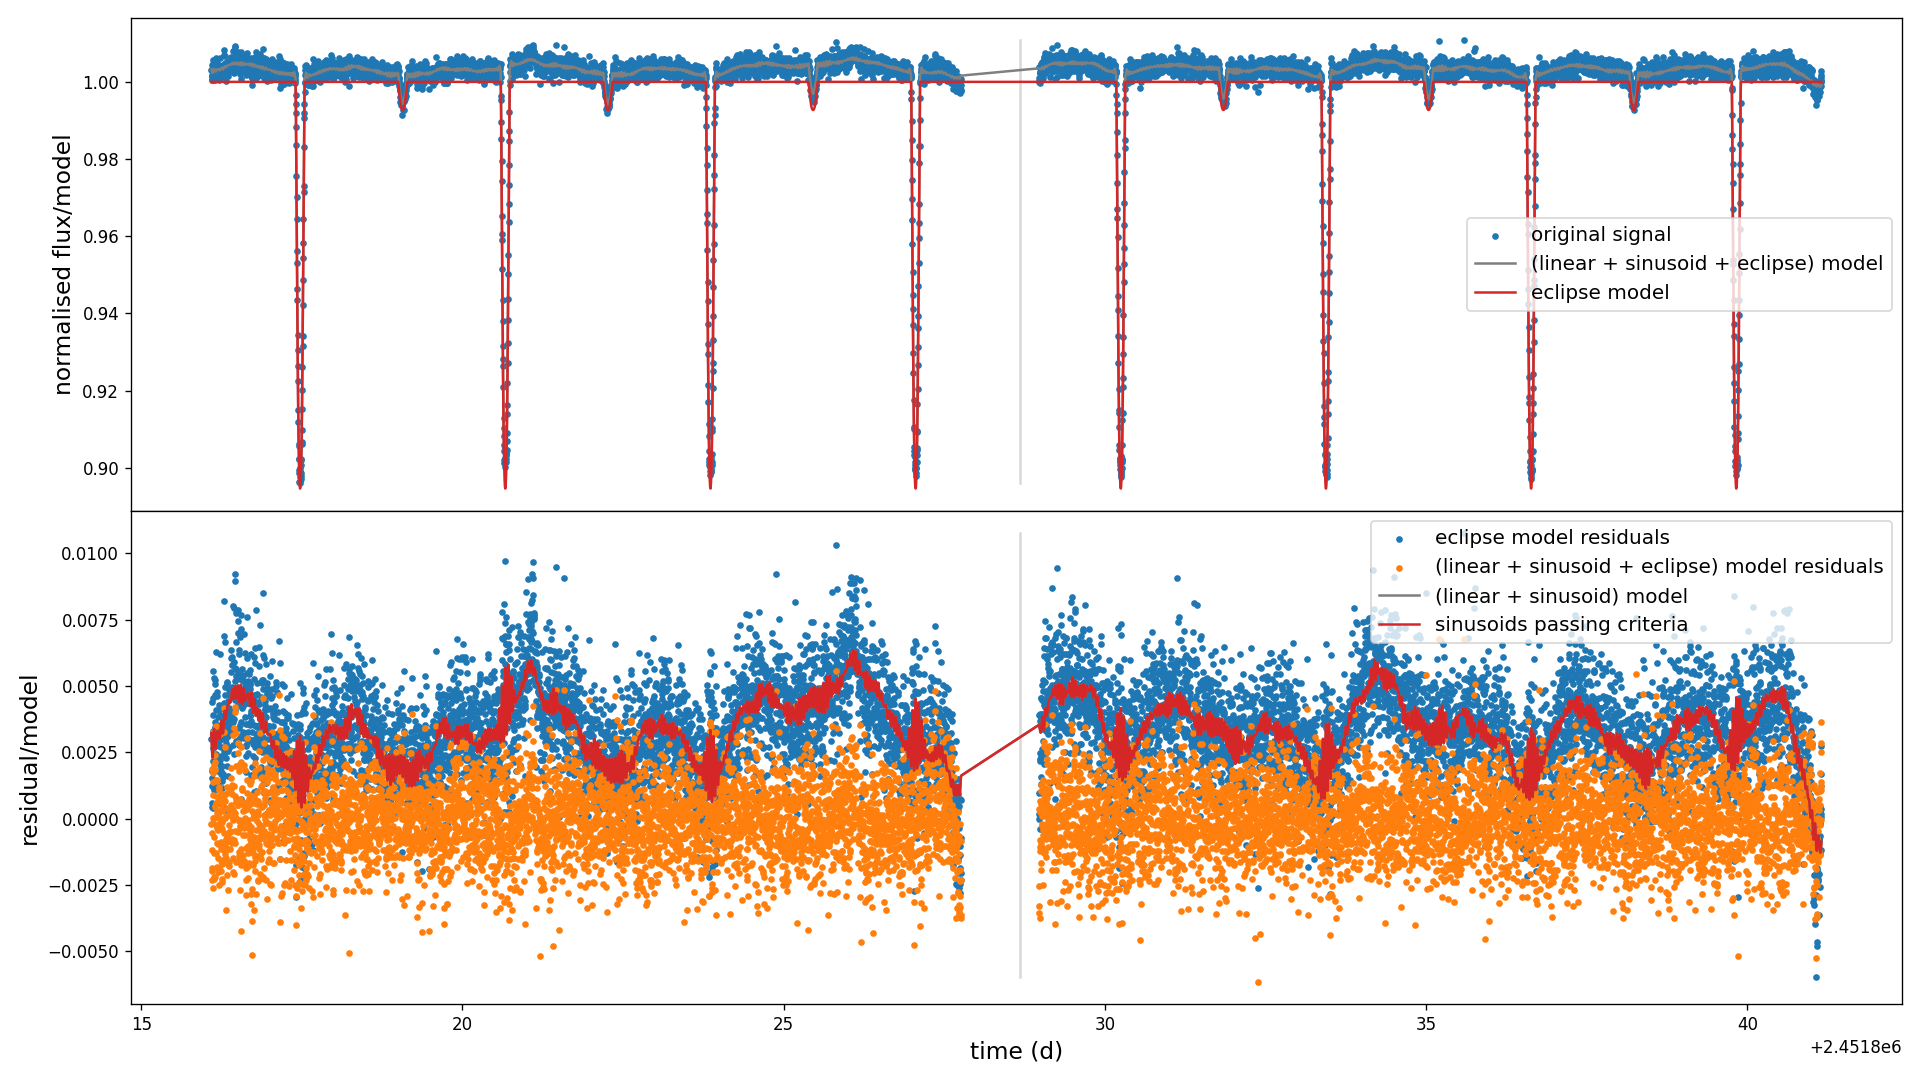 1.00
0.98
0.96
0.94
0.92
0.90
normalised flux/model
original signal
(linear + sinusoid + eclipse) model
eclipse model
0.0100
0.0075
0.0050
0.0025
0.0000
−0.0025
−0.0050
residual/model
eclipse model residuals
(linear + sinusoid + eclipse) model residuals
(linear + sinusoid) model
sinusoids passing criteria
15 20 25 30 35 40
time (d)
+2.4518e6